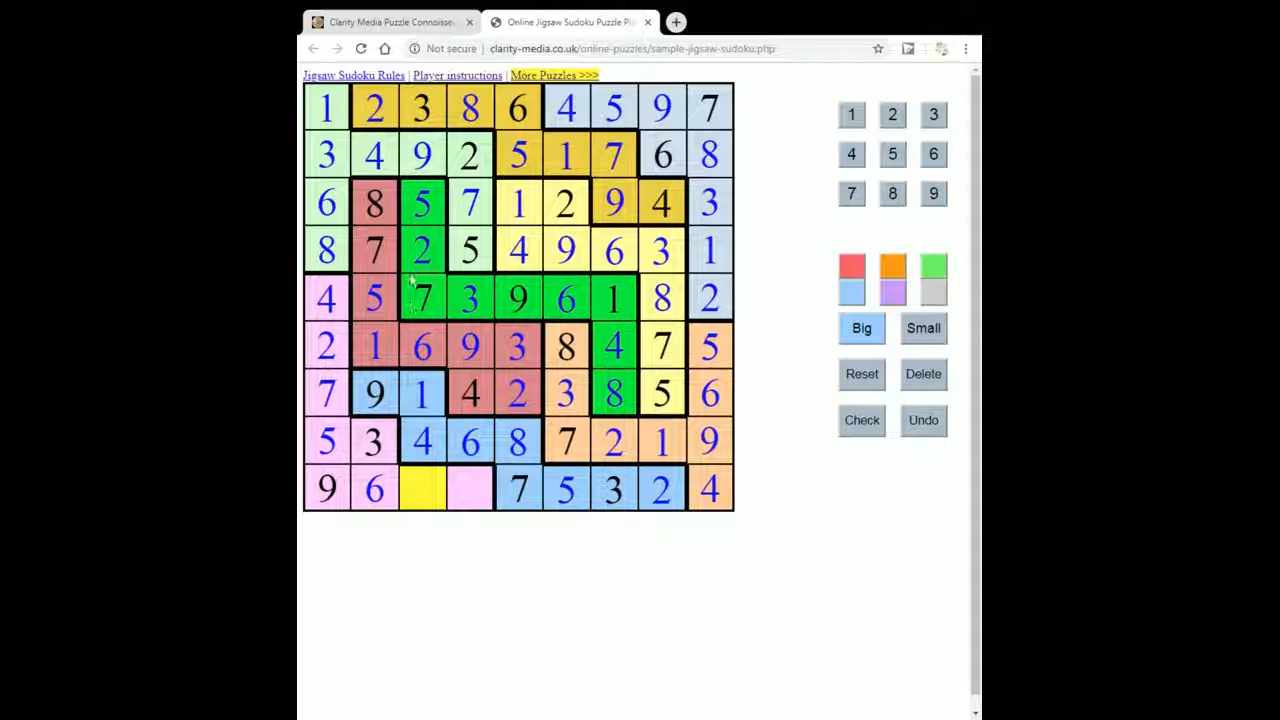 Clarity Media Puzzle Connoisseu
Online Jigsaw Sudoku Puzzle Pl
Not secure | clarity-media.co.uk/online-puzzles/sample-jigsaw-sudoku.php
Jigsaw Sudoku Rules | Player instructions | More Puzzles >>>
1 2 3 8 6 4 5 9 7
3 4 9 2 5 1 7 6 8
6 8 5 7 1 2 9 4 3
8 7 2 5 4 9 6 3 1
4 5 7 3 9 6 1 8 2
2 1 6 9 3 8 4 7 5
7 9 1 4 2 3 8 5 6
5 3 4 6 8 7 2 1 9
9 6 7 5 3 2 4
1 2 3
4 5 6
7 8 9
Big Small
Reset Delete
Check Undo